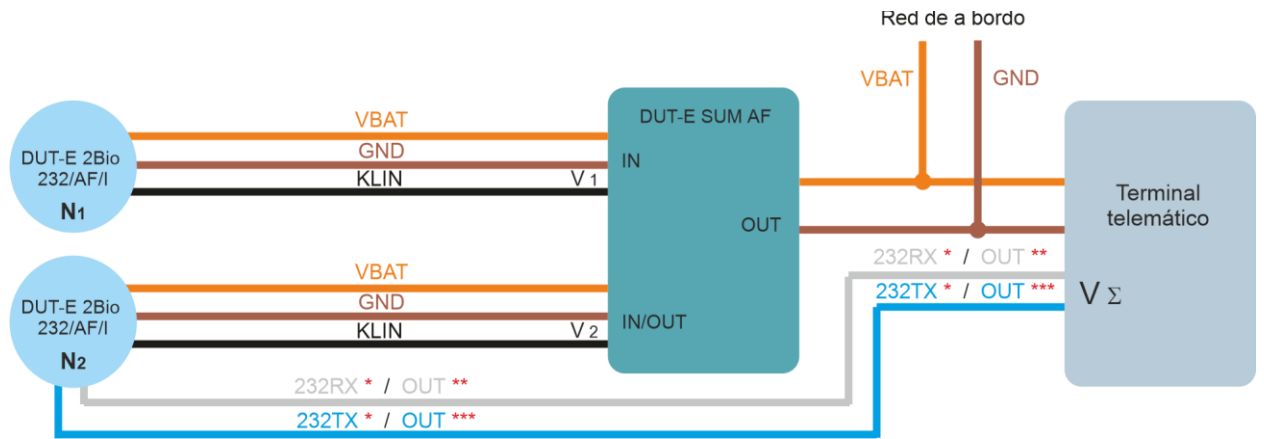 Red de a bordo
VBAT
GND
DUT-E 2Bio
232/AF/I
N1
VBAT
GND
KLIN
V 1
DUT-E SUM AF
IN
OUT
IN/OUT
Terminal
telemático
232RX * / OUT **
232TX * / OUT ***
V Σ
DUT-E 2Bio
232/AF/I
N2
VBAT
GND
KLIN
V 2
232RX * / OUT **
232TX * / OUT ***